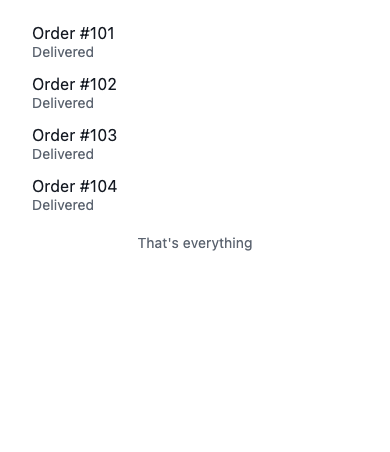 Order #101
Delivered
Order #102
Delivered
Order #103
Delivered
Order #104
Delivered
That's everything